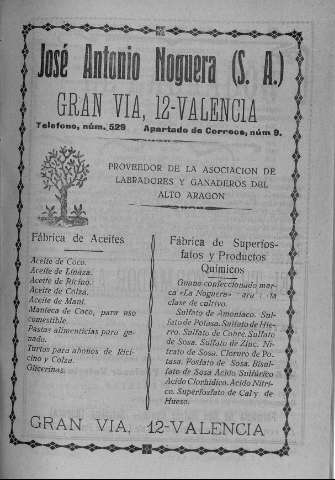 José Antonio Noguera (S. A.)
GRAN VIA, 12-VALENCIA
Telefono, núm. 529 Apartado de Correos, núm 9.
PROVEEDOR DE LA ASOCIACION DE
LABRADORES Y GANADEROS DEL
ALTO ARAGON
Fábrica de Aceites
Aceite de Coco.
Aceite de Linaza.
Aceite de Ricino.
Aceite de Colza.
Aceite de Maní.
Manteca de Coco, para uso
comestible.
Pastas alimenticias para ga-
nado.
Turtos para abonos de Rici-
cino y Colza.
Glicerinas.
Fábrica de Superfos-
fatos y Productos
Químicos
Guano confeccionado mar-
ca «La Noguera»
clase de cultivo.
Sulfato de Amoniaco. Sul-
fato de Potasa. Sulfato de Hie-
rro. Sulfato de Cobre. Sulfato
de Sosa. Sulfato de Zinc. Ni-
trato de Sosa. Cloruro de Po-
tasa. Fosfato de Sosa. Bisul-
fato de Sosa Acido Sulfúrico
Acido Clorhidico. Acido Nítri-
co. Superfosfato de Cal y de
Hueso.
GRAN VIA, 12-VALENCIA